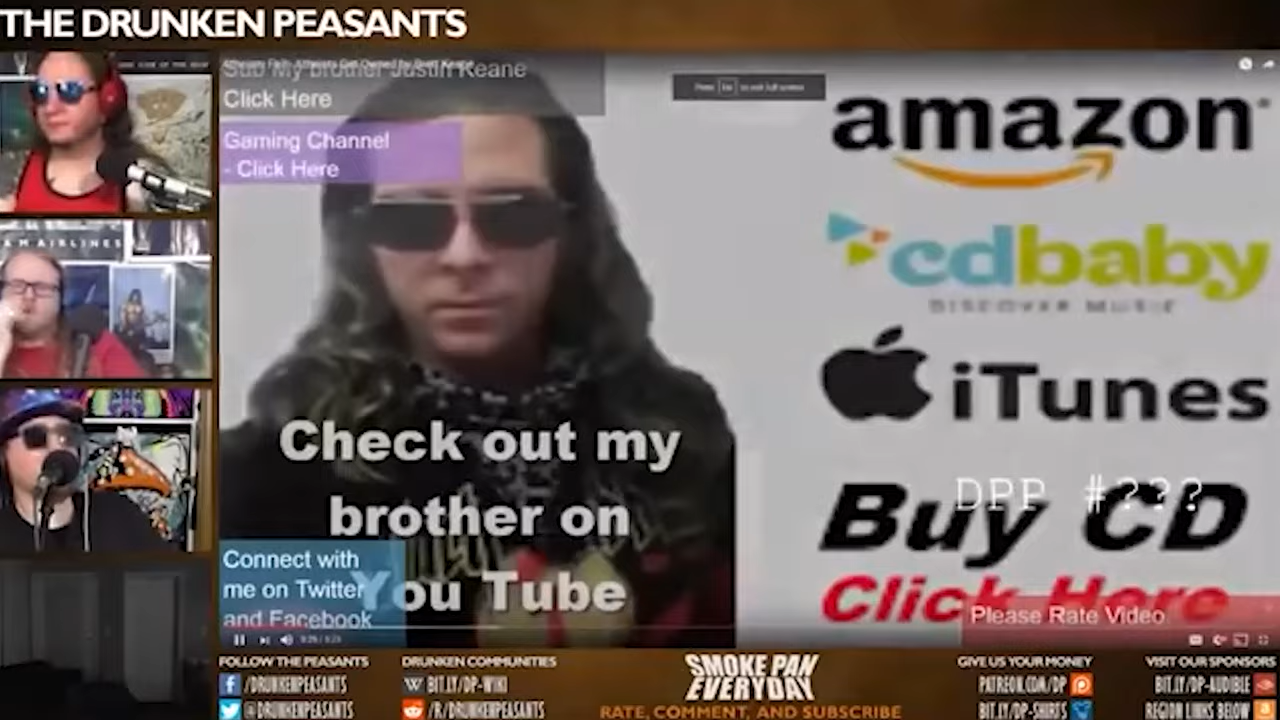 THE DRUNKEN PEASANTS
Sub My brother Justin Keane
Click Here
Gaming Channel
- Click Here
amazon
cdbaby
DISCOVER MUSIC
iTunes
AM AIRLINES
Check out my
brother on
You Tube
DPP #???
Buy CD
Click Here
Connect with
me on Twitter
and Facebook
Please Rate Video
FOLLOW THE PEASANTS
/DRUNKENPEASANTS
@DRUNKENPEASANTS
DRUNKEN COMMUNITIES
BIT.LY/DP-WIKI
/R/DRUNKENPEASANTS
SMOKE PAN
EVERYDAY
RATE, COMMENT, AND SUBSCRIBE
GIVE US YOUR MONEY
PATREON.COM/DP
BIT.LY/DP-SHIRTS
VISIT OUR SPONSORS
BIT.LY/DP-AUDIBLE
REGION LINKS BELOW